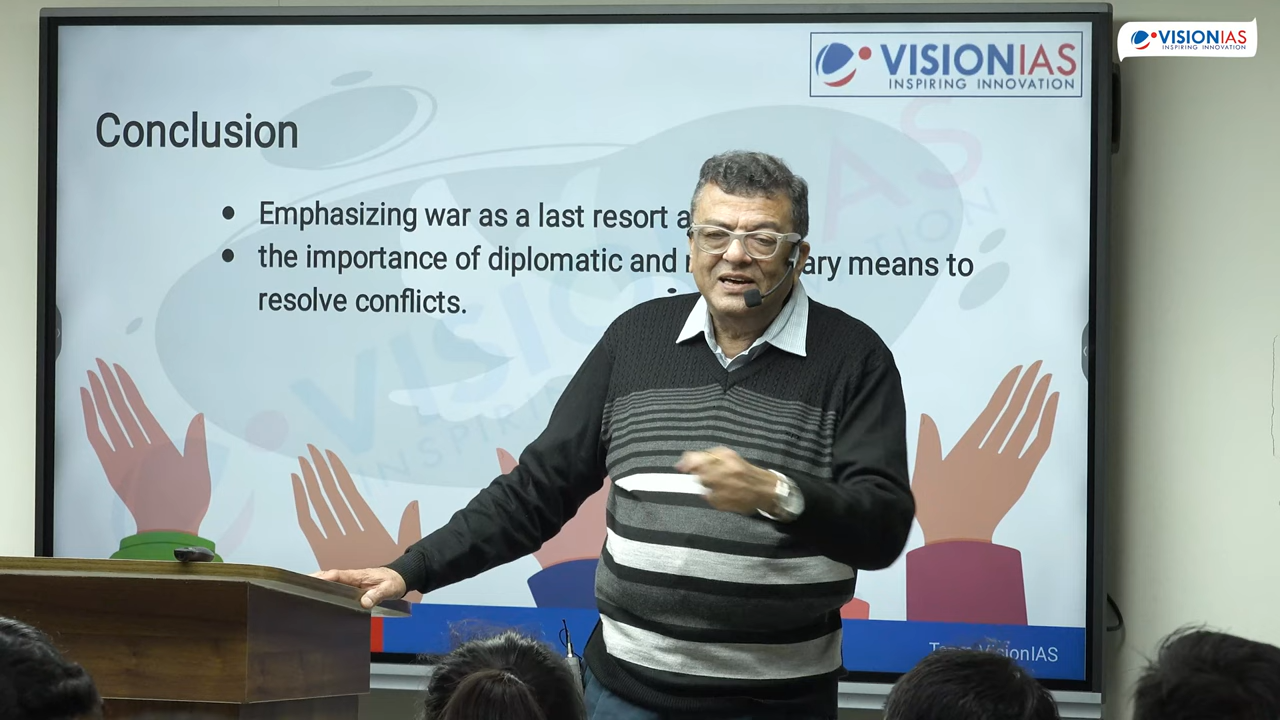 VISIONIAS
INSPIRING INNOVATION
VISIONIAS
INSPIRING INNOVATION
Conclusion
Emphasizing war as a last resort
the importance of diplomatic and means to
resolve conflicts.
VisionIAS